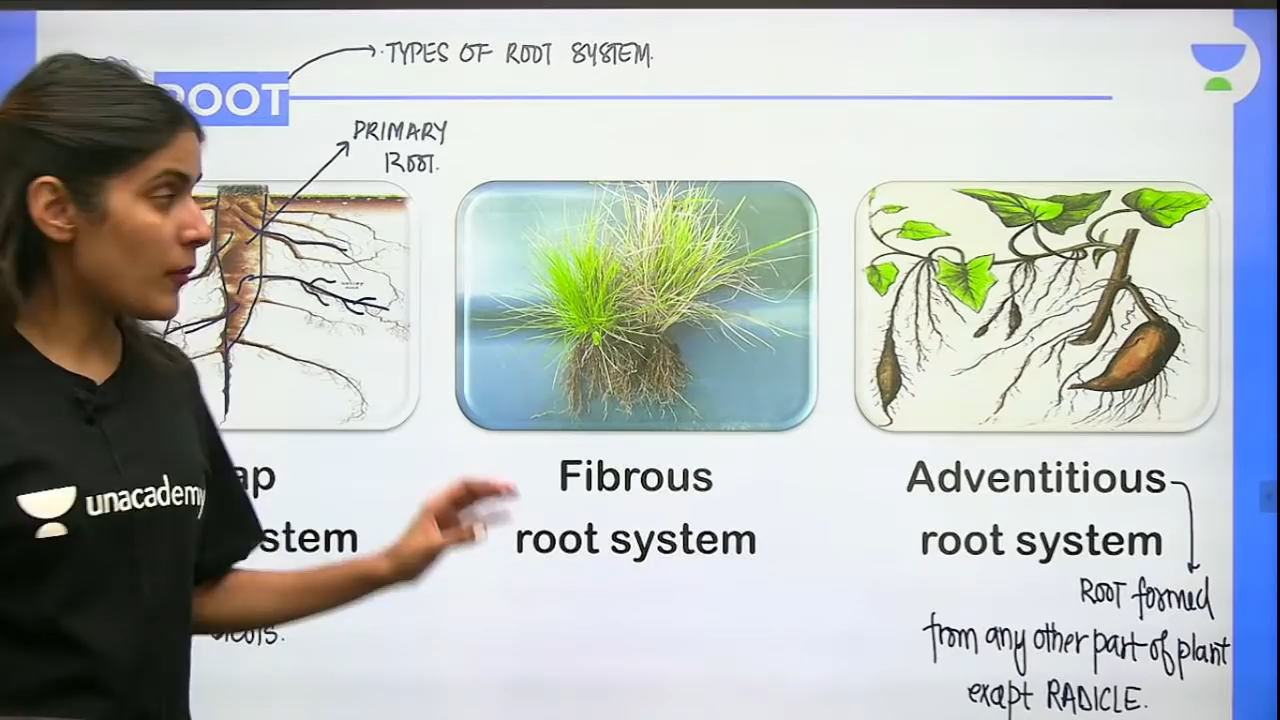 TYPES OF ROOT SYSTEM.
ROOT
PRIMARY
ROOT.
ap
stem
Fibrous
root system
Adventitious
root system
ROOT formed
from any other part of plant
exapt RADICLE.
unacademy